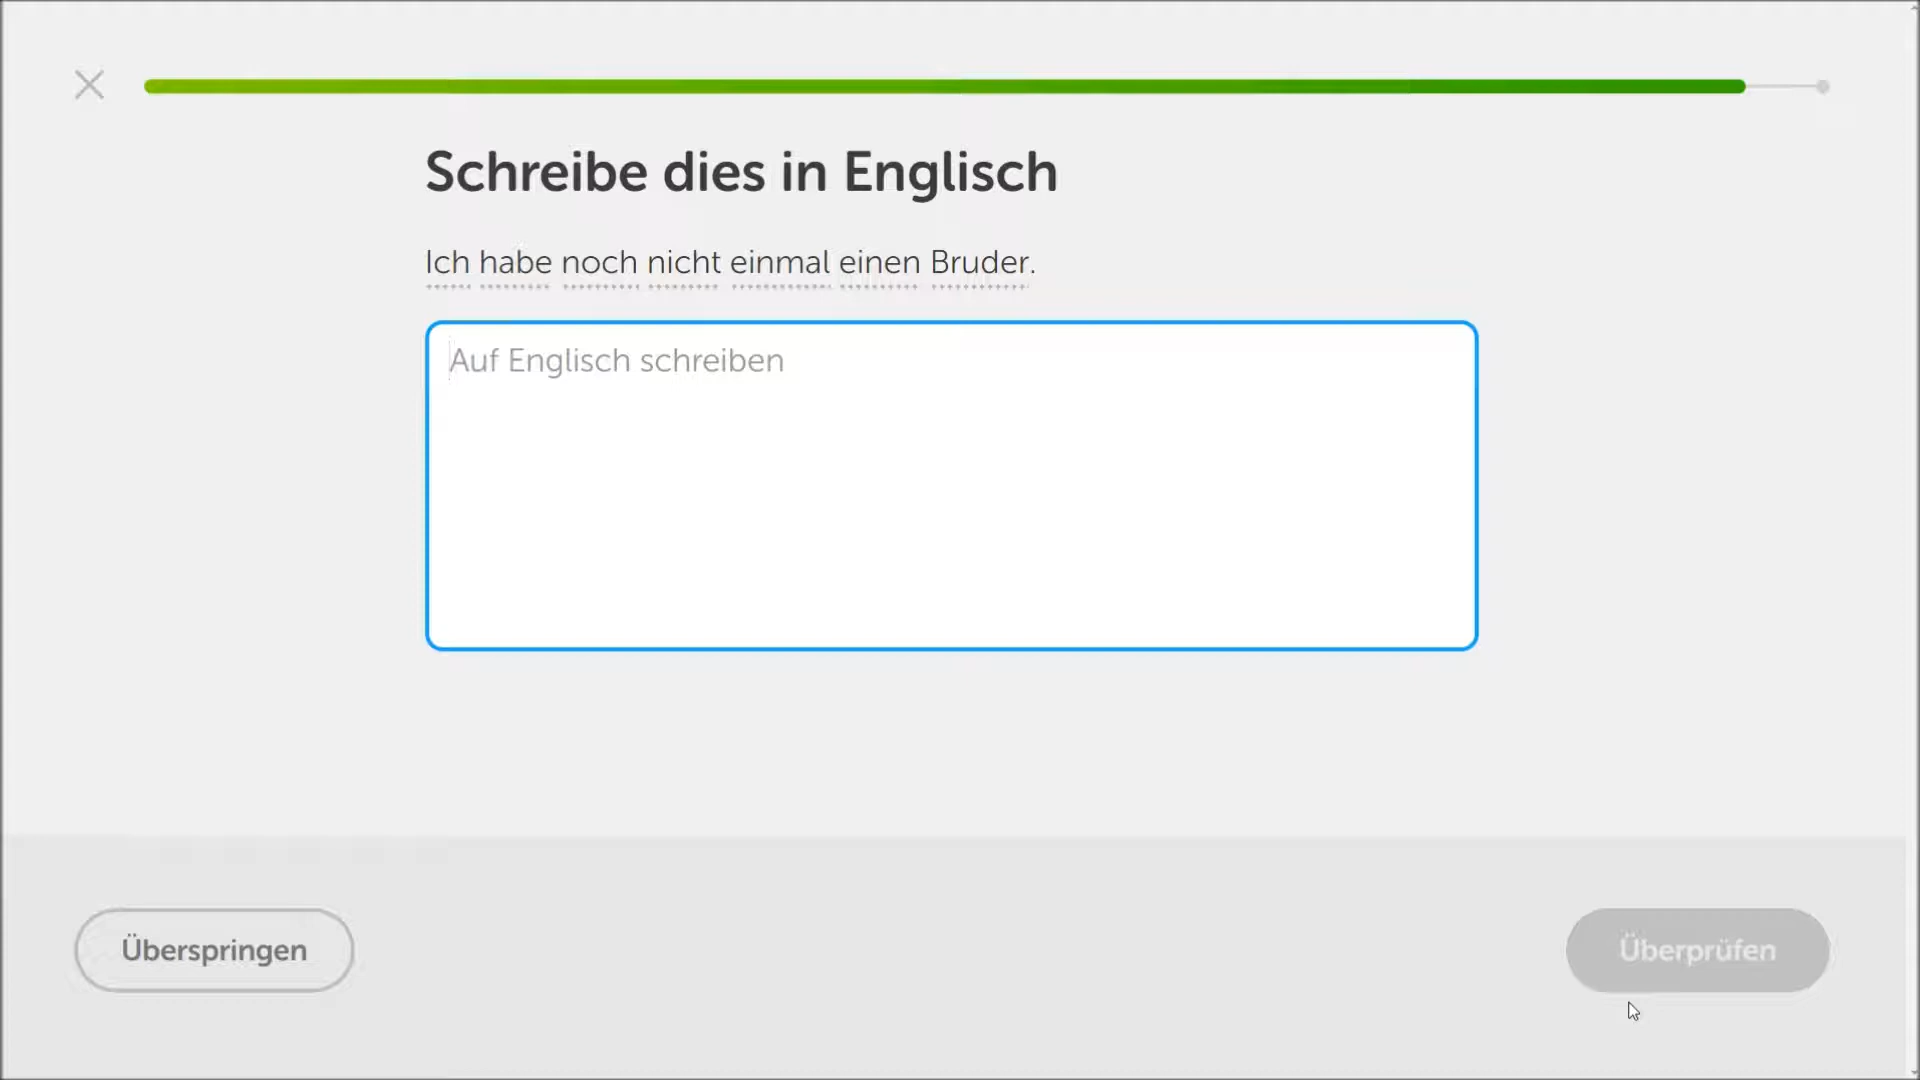 Schreibe dies in Englisch
Ich habe noch nicht einmal einen Bruder.
Auf Englisch schreiben
Überspringen
Überprüfen